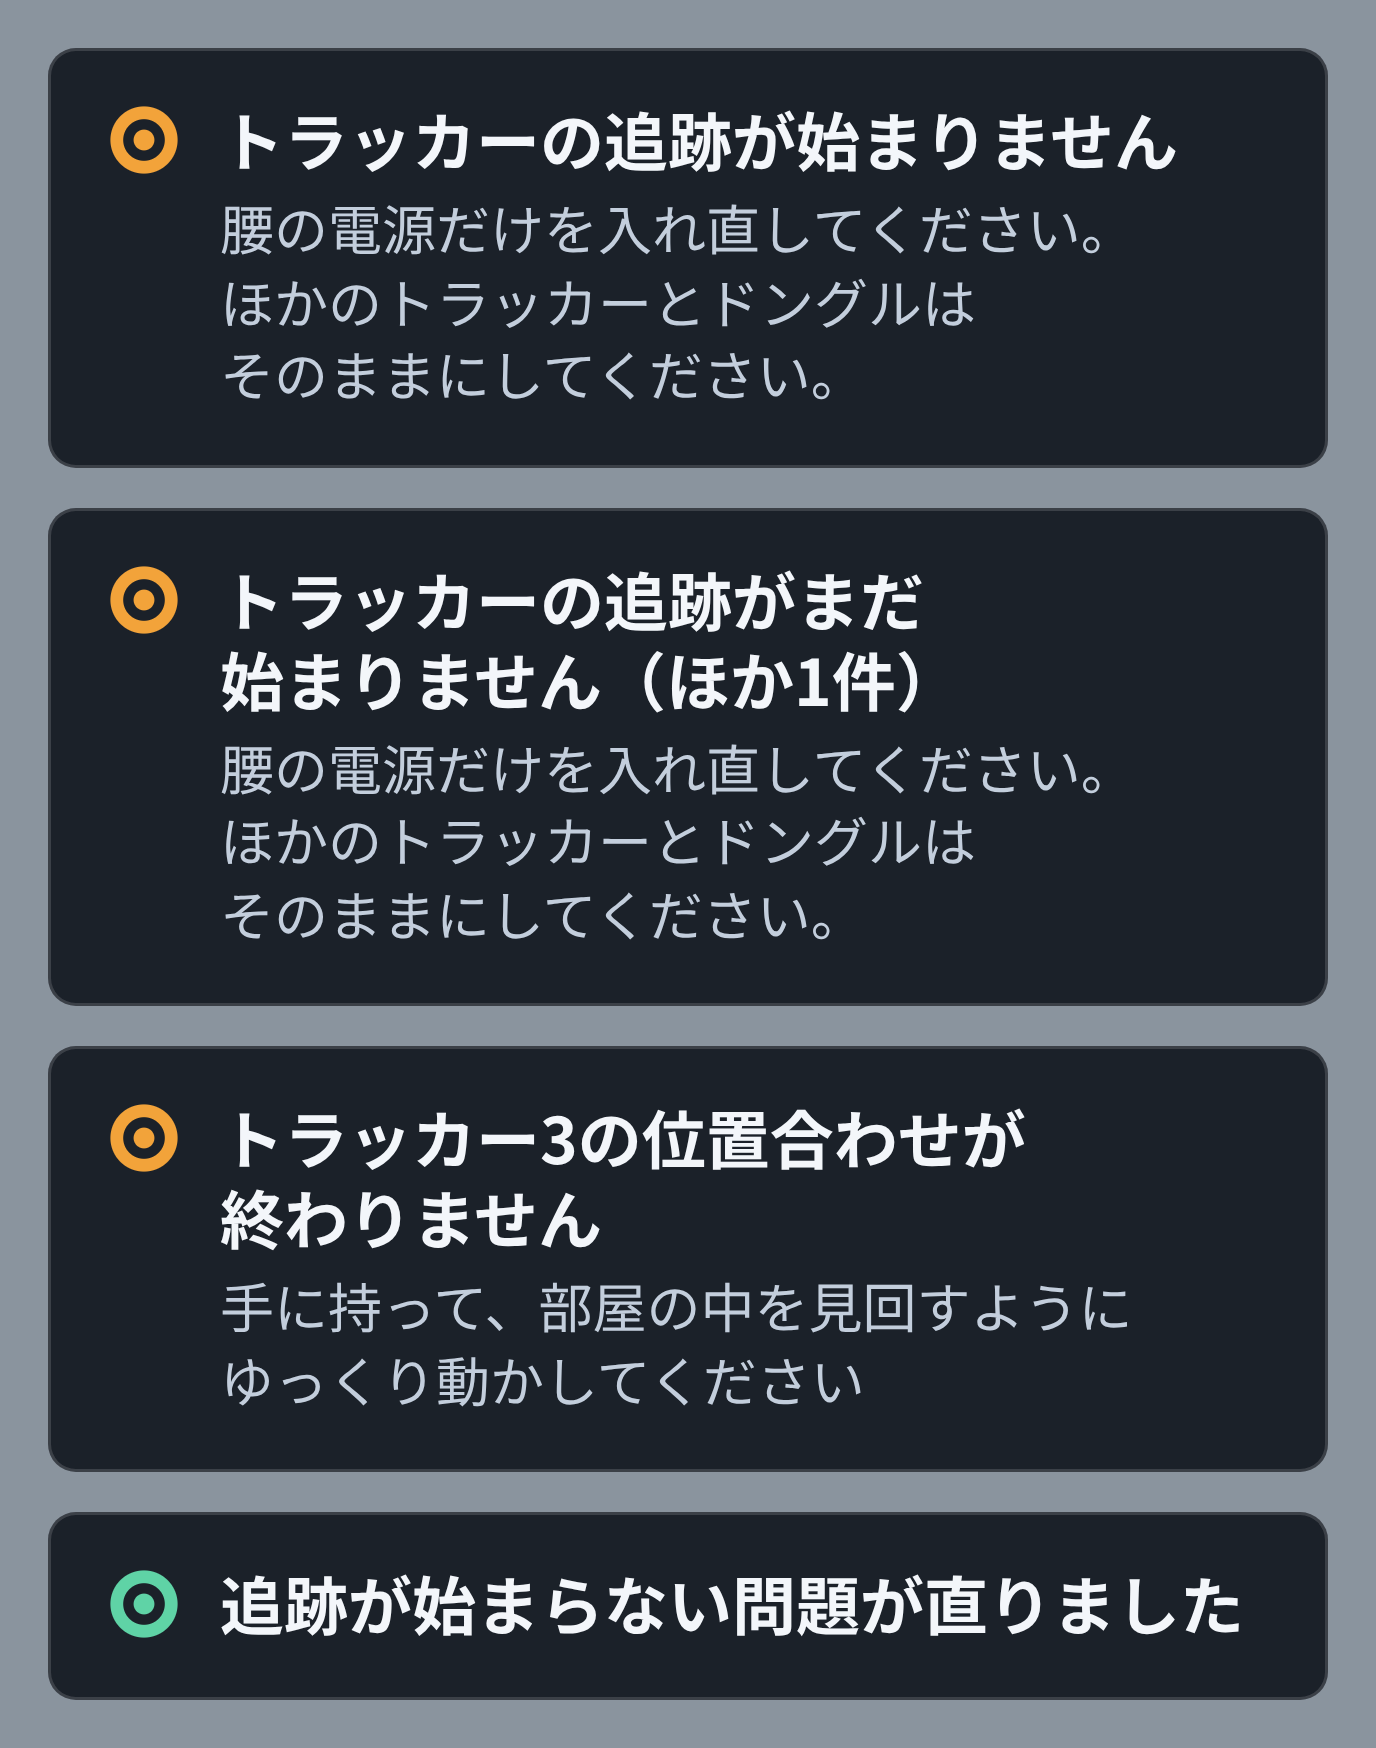 トラッカーの追跡が始まりません
腰の電源だけを入れ直してください。
ほかのトラッカーとドングルは
そのままにしてください。
トラッカーの追跡がまだ
始まりません（ほか1件）
腰の電源だけを入れ直してください。
ほかのトラッカーとドングルは
そのままにしてください。
トラッカー3の位置合わせが
終わりません
手に持って、部屋の中を見回すように
ゆっくり動かしてください
追跡が始まらない問題が直りました